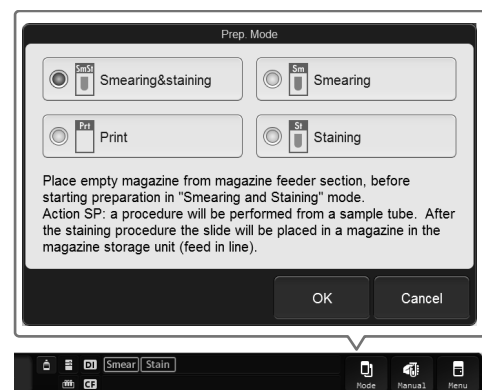 Prep. Mode
SmSt
Smearing&staining
Sm
Smearing
Prt
Print
St
Staining
Place empty magazine from magazine feeder section, before
starting preparation in "Smearing and Staining" mode.
Action SP: a procedure will be performed from a sample tube. After
the staining procedure the slide will be placed in a magazine in the
magazine storage unit (feed in line).
OK Cancel
DI Smear Stain
CF
Mode Manual Menu